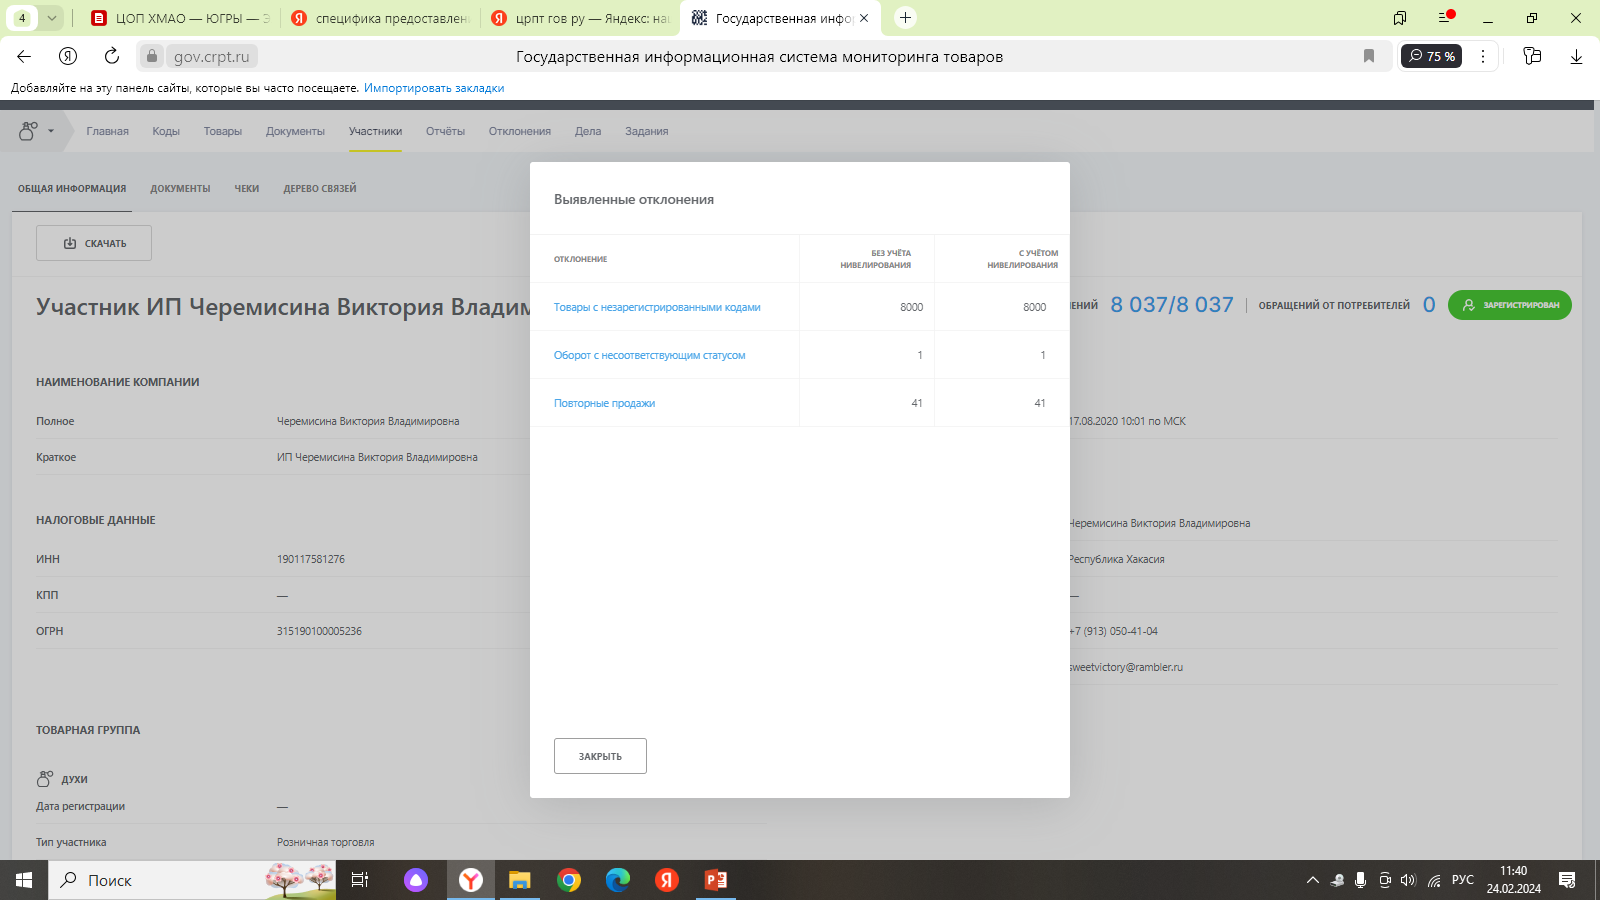 4
ЦОП ХМАО — ЮГРЫ — Э
специфика предоставлен
црпт гов ру — Яндекс: на
Государственная инфо
gov.crpt.ru
Государственная информационная система мониторинга товаров
75 %
Добавляйте на эту панель сайты, которые вы часто посещаете. Импортировать закладки
Главная Коды Товары Документы Участники Отчёты Отклонения Дела Задания
ОБЩАЯ ИНФОРМАЦИЯ ДОКУМЕНТЫ ЧЕКИ ДЕРЕВО СВЯЗЕЙ
СКАЧАТЬ
Участник ИП Черемисина Виктория Владим
НИЙ 8 037/8 037 ОБРАЩЕНИЙ ОТ ПОТРЕБИТЕЛЕЙ 0 ЗАРЕГИСТРИРОВАН
НАИМЕНОВАНИЕ КОМПАНИИ
Полное Черемисина Виктория Владимировна
17.08.2020 10:01 по МСК
Краткое ИП Черемисина Виктория Владимировна
НАЛОГОВЫЕ ДАННЫЕ
Черемисина Виктория Владимировна
ИНН 190117581276
Республика Хакасия
КПП —
—
ОГРН 315190100005236
+7 (913) 050-41-04
sweetvictory@rambler.ru
ТОВАРНАЯ ГРУППА
ДУХИ
Дата регистрации —
Тип участника Розничная торговля
Выявленные отклонения
ОТКЛОНЕНИЕ
БЕЗ УЧЁТА
НИВЕЛИРОВАНИЯ
С УЧЁТОМ
НИВЕЛИРОВАНИЯ
Товары с незарегистрированными кодами 8000 8000
Оборот с несоответствующим статусом 1 1
Повторные продажи 41 41
ЗАКРЫТЬ
Поиск
РУС
11:40
24.02.2024